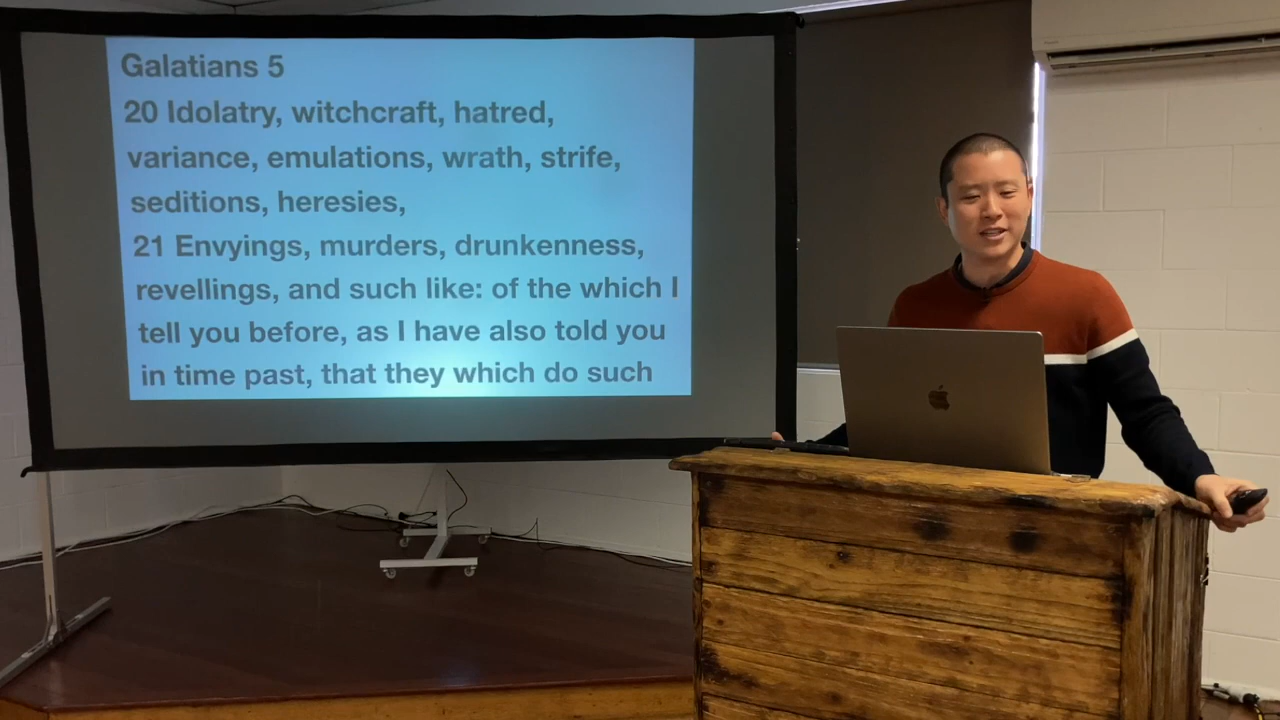 Galatians 5
20 Idolatry, witchcraft, hatred,
variance, emulations, wrath, strife,
seditions, heresies,
21 Envyings, murders, drunkenness,
revellings, and such like: of the which I
tell you before, as I have also told you
in time past, that they which do such